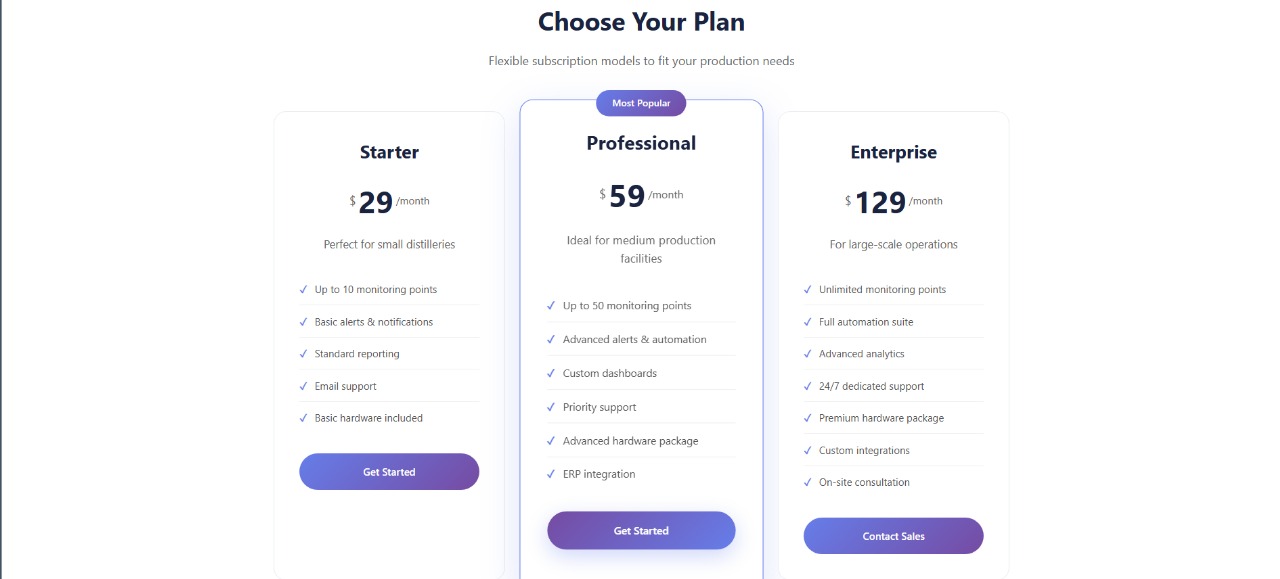 Choose Your Plan
Flexible subscription models to fit your production needs
Starter
$29/month
Perfect for small distilleries
✓ Up to 10 monitoring points
✓ Basic alerts & notifications
✓ Standard reporting
✓ Email support
✓ Basic hardware included
Get Started
Most Popular
Professional
$59/month
Ideal for medium production
facilities
✓ Up to 50 monitoring points
✓ Advanced alerts & automation
✓ Custom dashboards
✓ Priority support
✓ Advanced hardware package
✓ ERP integration
Get Started
Enterprise
$129/month
For large-scale operations
✓ Unlimited monitoring points
✓ Full automation suite
✓ Advanced analytics
✓ 24/7 dedicated support
✓ Premium hardware package
✓ Custom integrations
✓ On-site consultation
Contact Sales